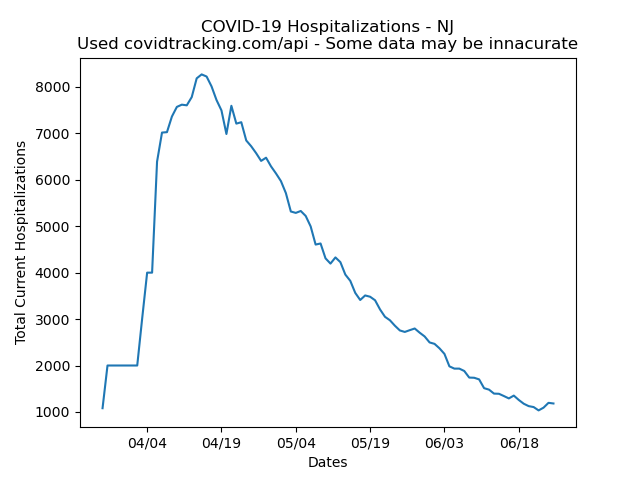 COVID-19 Hospitalizations - NJ
Used covidtracking.com/api - Some data may be innacurate
8000
7000
6000
5000
4000
3000
2000
1000
Total Current Hospitalizations
04/04 04/19 05/04 05/19 06/03 06/18
Dates